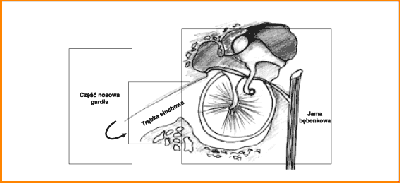 Część nosowa
gardła
Trąbka słuchowa
Jama
bębenkowa